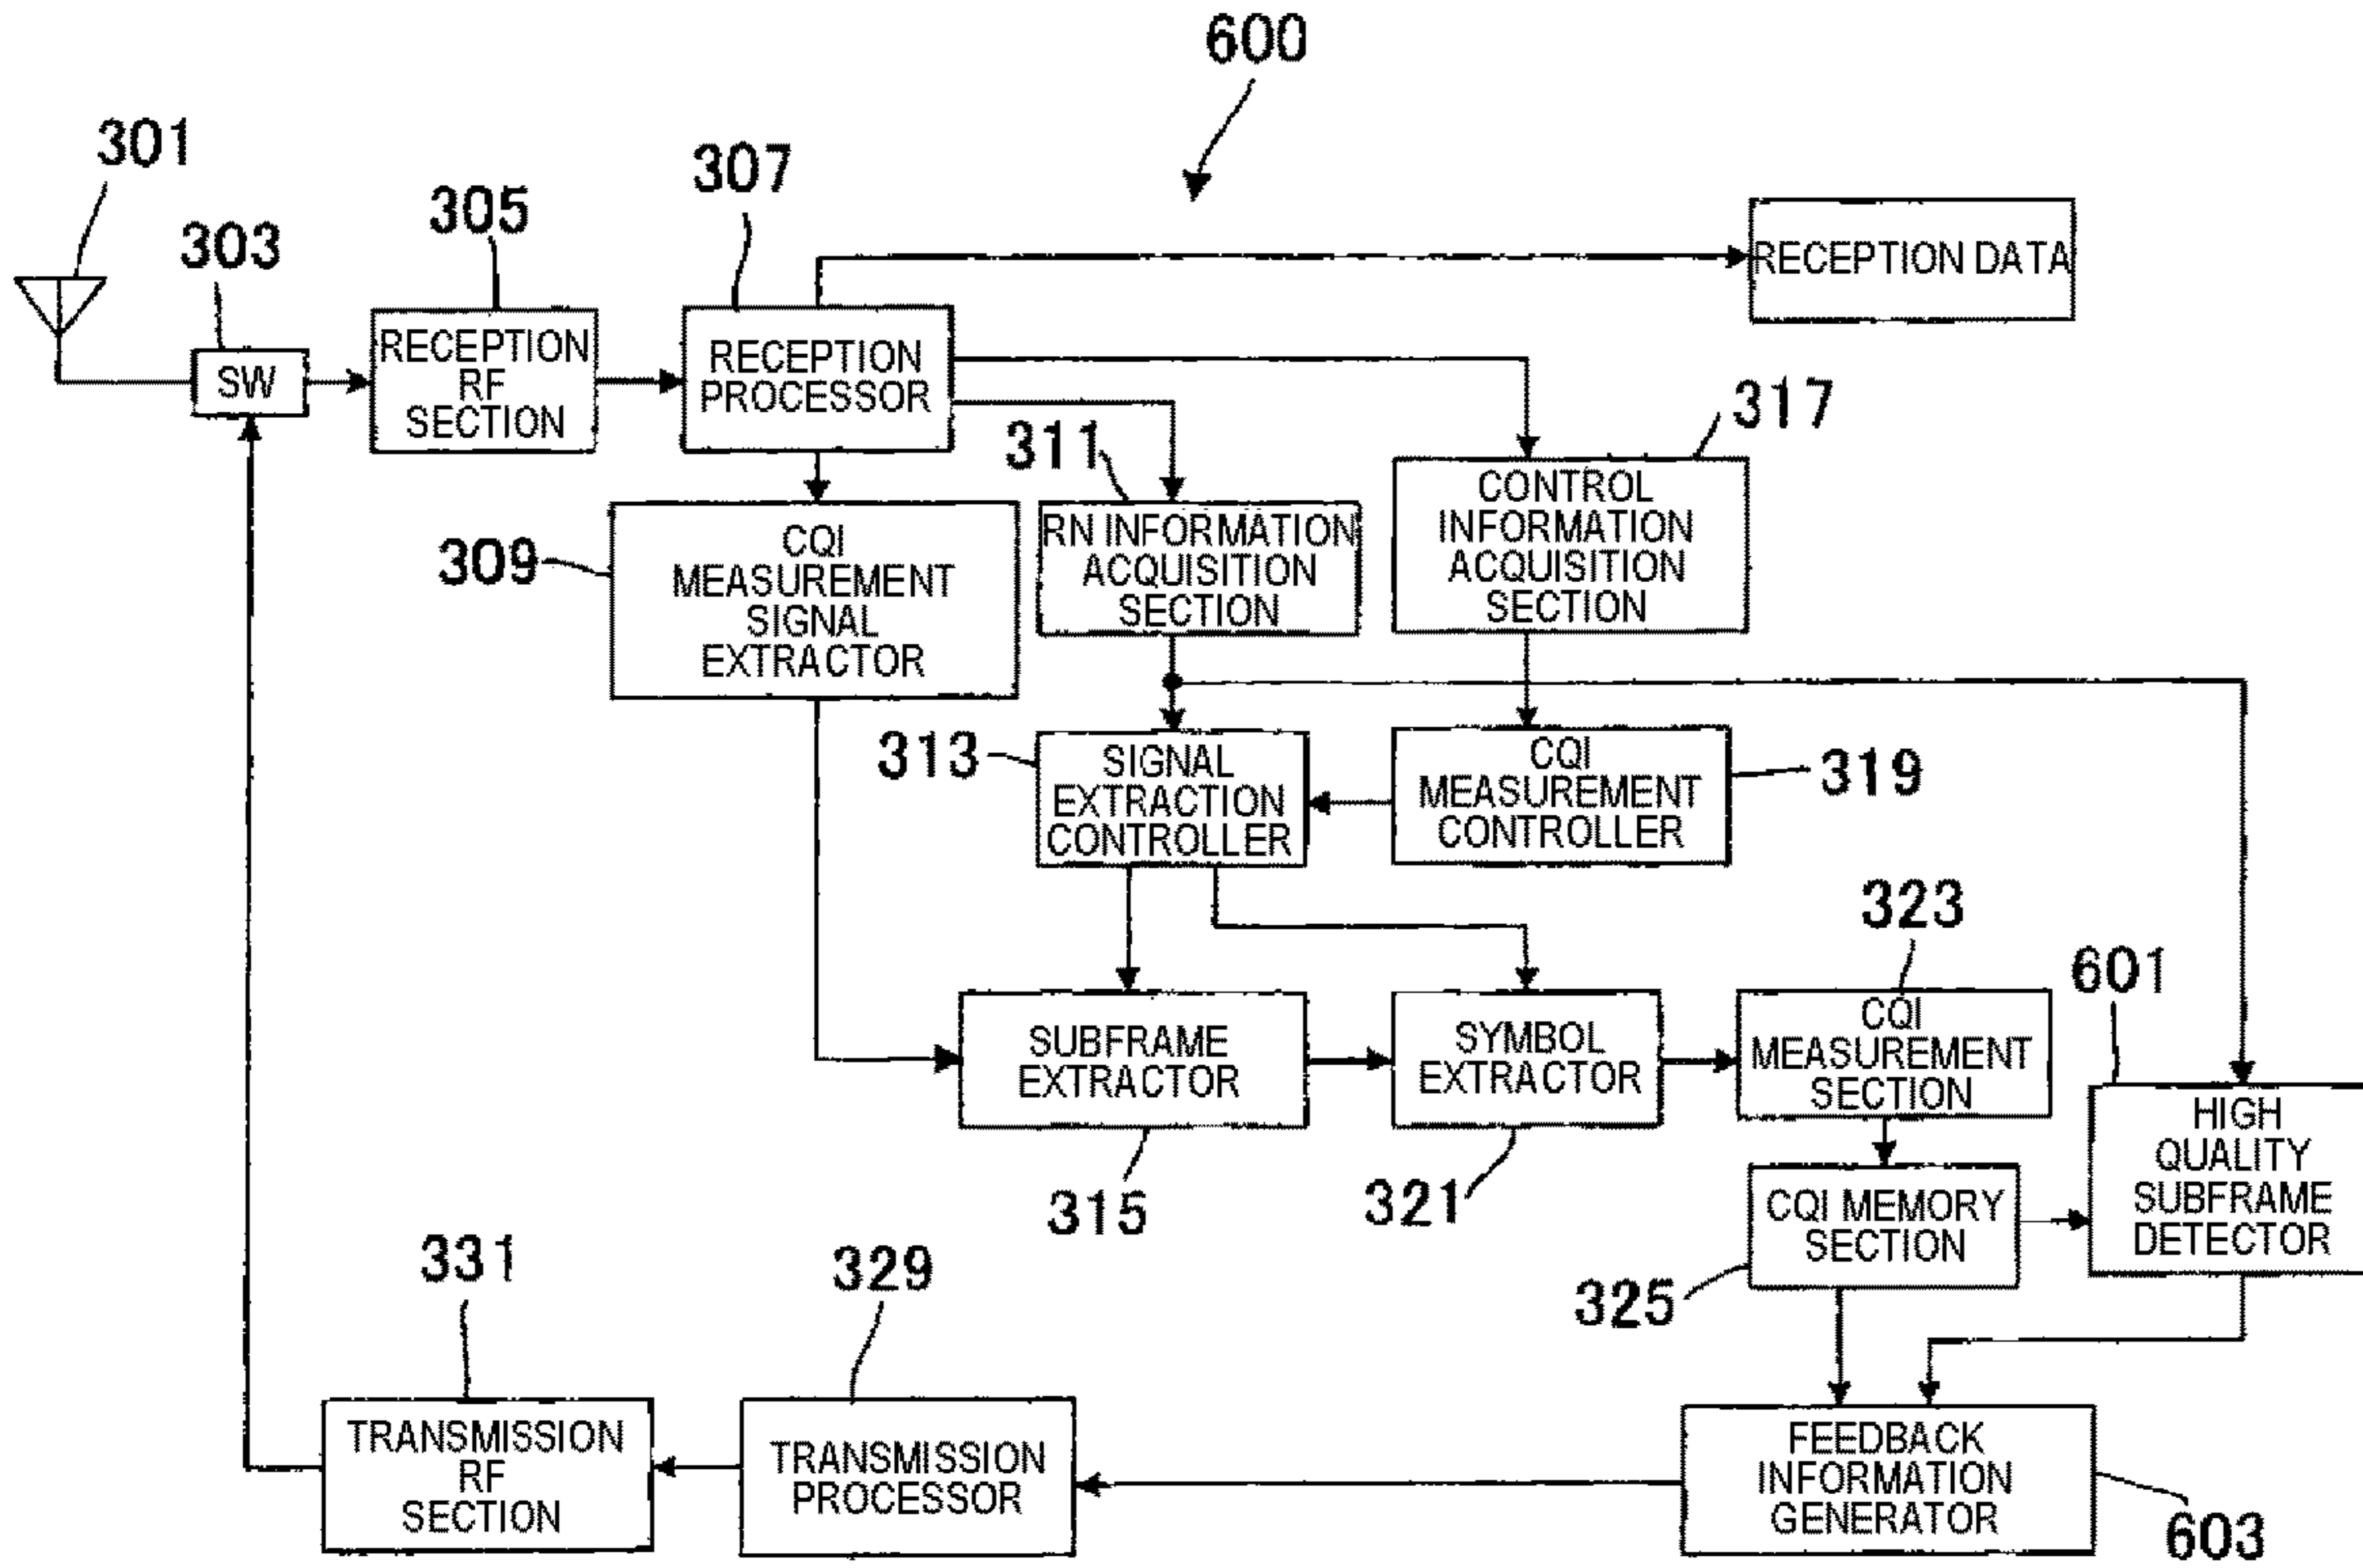 600
301
303
305
307
RECEPTION DATA
SW
RECEPTION
RF
SECTION
RECEPTION
PROCESSOR
311
317
309
CQI
MEASUREMENT
SIGNAL
EXTRACTOR
RN INFORMATION
ACQUISITION
SECTION
CONTROL
INFORMATION
ACQUISITION
SECTION
313
SIGNAL
EXTRACTION
CONTROLLER
CQI
MEASUREMENT
CONTROLLER
319
323
601
SUBFRAME
EXTRACTOR
SYMBOL
EXTRACTOR
CQI
MEASUREMENT
SECTION
HIGH
QUALITY
SUBFRAME
DETECTOR
315
321
CQI MEMORY
SECTION
325
331
329
TRANSMISSION
RF
SECTION
TRANSMISSION
PROCESSOR
FEEDBACK
INFORMATION
GENERATOR
603